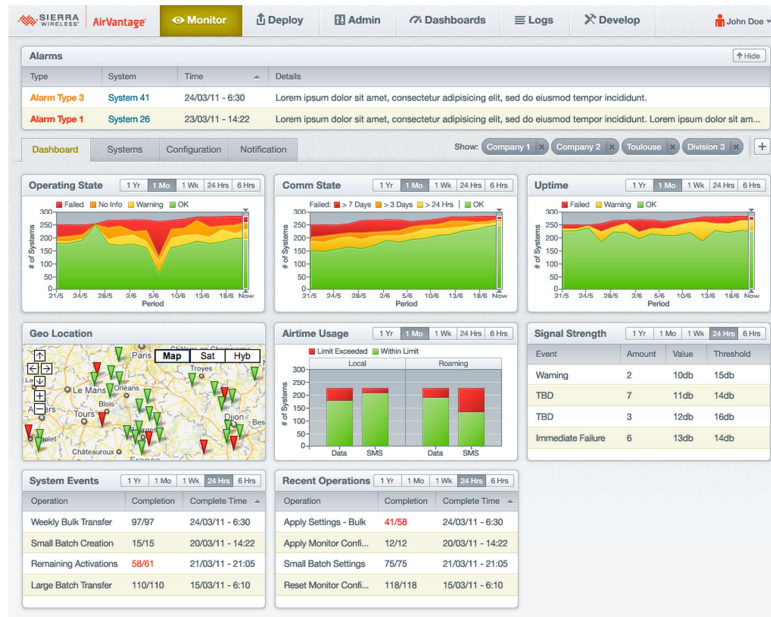 SIERRA WIRELESS AirVantage Monitor Deploy Admin Dashboards Logs Develop John Doe
Alarms Hide
Type System Time Details
Alarm Type 3 System 41 24/03/11 - 6:30 Lorem ipsum dolor sit amet, consectetur adipisicing elit, sed do eiusmod tempor incididunt.
Alarm Type 1 System 26 23/03/11 - 14:22 Lorem ipsum dolor sit amet, consectetur adipisicing elit, sed do eiusmod tempor incididunt. Lorem ipsum dolor sit am...
Dashboard Systems Configuration Notification Show: Company 1 Company 2 Toulouse Division 3
Operating State 1 Yr 1 Mo 1 Wk 24 Hrs 6 Hrs
Failed No Info Warning OK
300
250
200
150
100
50
0
# of Systems
21/5 24/5 28/5 2/6 5/6 10/6 13/6 18/6 Now
Period
Comm State 1 Yr 1 Mo 1 Wk 24 Hrs 6 Hrs
Failed: > 7 Days > 3 Days > 24 Hrs | OK
300
250
200
150
100
50
0
# of Systems
21/5 24/5 28/5 2/6 5/6 10/6 13/6 18/6 Now
Period
Uptime 1 Yr 1 Mo 1 Wk 24 Hrs 6 Hrs
Failed Warning OK
300
250
200
150
100
50
0
# of Systems
21/5 24/5 28/5 2/6 5/6 10/6 13/6 18/6 Now
Period
Geo Location
Map Sat Hyb
Paris
Troyes
Le Mans
Orléans
Blois
Tours
Dijon
Châteauroux
Airtime Usage 1 Yr 1 Mo 1 Wk 24 Hrs 6 Hrs
Limit Exceeded Within Limit
Local Roaming
300
250
200
150
100
50
0
# of Systems
Data SMS Data SMS
Signal Strength 1 Yr 1 Mo 1 Wk 24 Hrs 6 Hrs
Event Amount Value Threshold
Warning 2 10db 15db
TBD 7 11db 14db
TBD 3 12db 16db
Immediate Failure 6 13db 14db
System Events 1 Yr 1 Mo 1 Wk 24 Hrs 6 Hrs
Operation Completion Complete Time
Weekly Bulk Transfer 97/97 24/03/11 - 6:30
Small Batch Creation 15/15 20/03/11 - 14:22
Remaining Activations 58/61 21/03/11 - 21:05
Large Batch Transfer 110/110 15/03/11 - 6:10
Recent Operations 1 Yr 1 Mo 1 Wk 24 Hrs 6 Hrs
Operation Completion Complete Time
Apply Settings - Bulk 41/58 24/03/11 - 6:30
Apply Monitor Confi... 12/12 20/03/11 - 14:22
Small Batch Settings 75/75 21/03/11 - 21:05
Reset Monitor Confi... 118/118 15/03/11 - 6:10